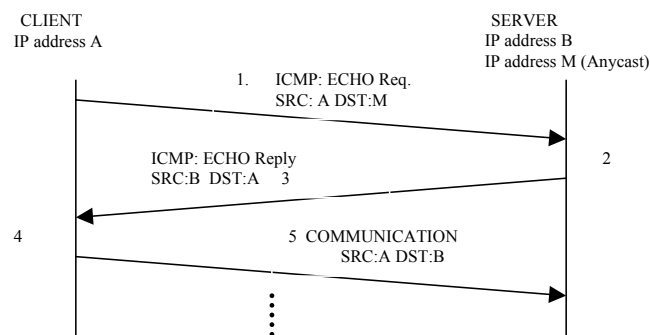 CLIENT
IP address A
SERVER
IP address B
IP address M (Anycast)
1. ICMP: ECHO Req.
SRC: A DST:M
2
ICMP: ECHO Reply
SRC:B DST:A 3
4
5 COMMUNICATION
SRC:A DST:B